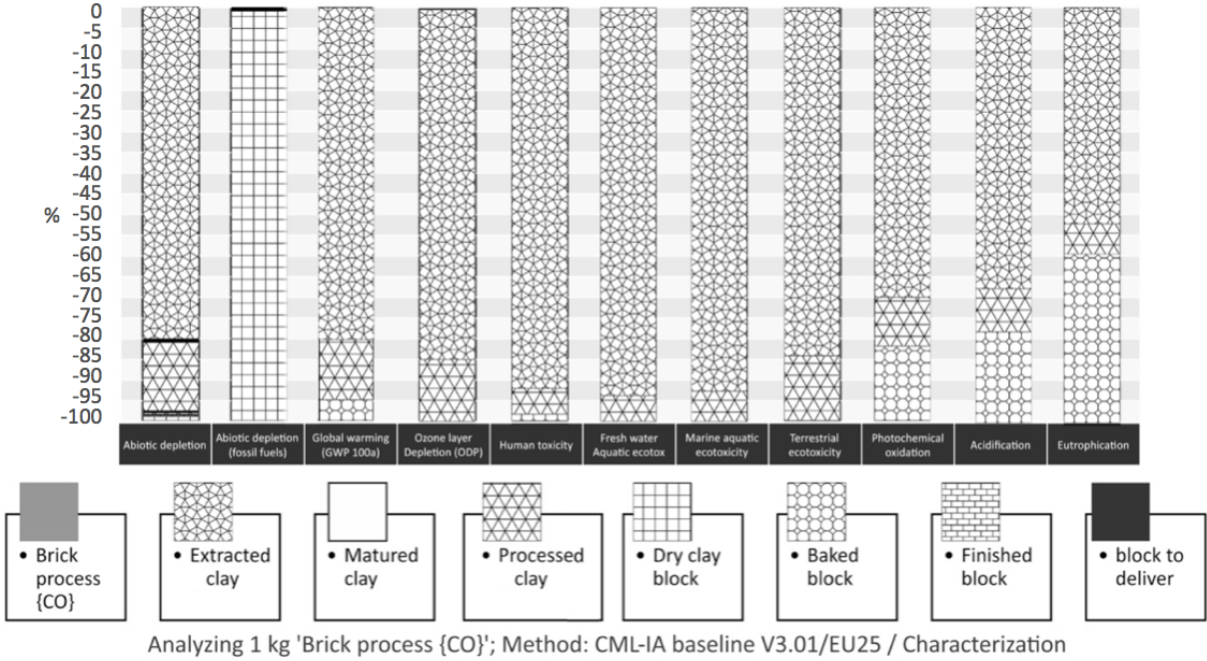 0
-5
-10
-15
-20
-25
-30
-35
-40
-45
% -50
-55
-60
-65
-70
-75
-80
-85
-90
-95
-100
Abiotic depletion
Abiotic depletion
(fossil fuels)
Global warming
(GWP 100a)
Ozone layer
Depletion (ODP)
Human toxicity
Fresh water
Aquatic ecotox
Marine aquatic
ecotoxicity
Terrestrial
ecotoxicity
Photochemical
oxidation
Acidification
Eutrophication
• Brick
process
{CO}
• Extracted
clay
• Matured
clay
• Processed
clay
• Dry clay
block
• Baked
block
• Finished
block
• block to
deliver
Analyzing 1 kg 'Brick process {CO}'; Method: CML-IA baseline V3.01/EU25 / Characterization